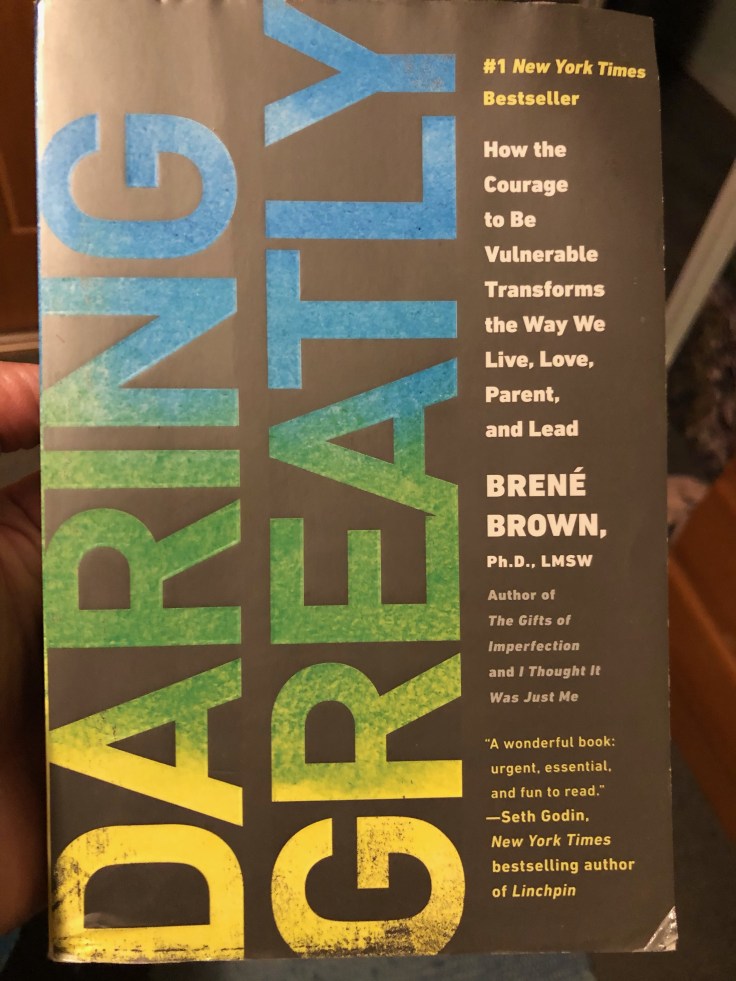 DARING
GREATLY
#1 New York Times
Bestseller
How the
Courage
to Be
Vulnerable
Transforms
the Way We
Live, Love,
Parent,
and Lead
BRENÉ
BROWN,
Ph.D., LMSW
Author of
The Gifts of
Imperfection
and I Thought It
Was Just Me
"A wonderful book:
urgent, essential,
and fun to read."
—Seth Godin,
New York Times
bestselling author
of Linchpin